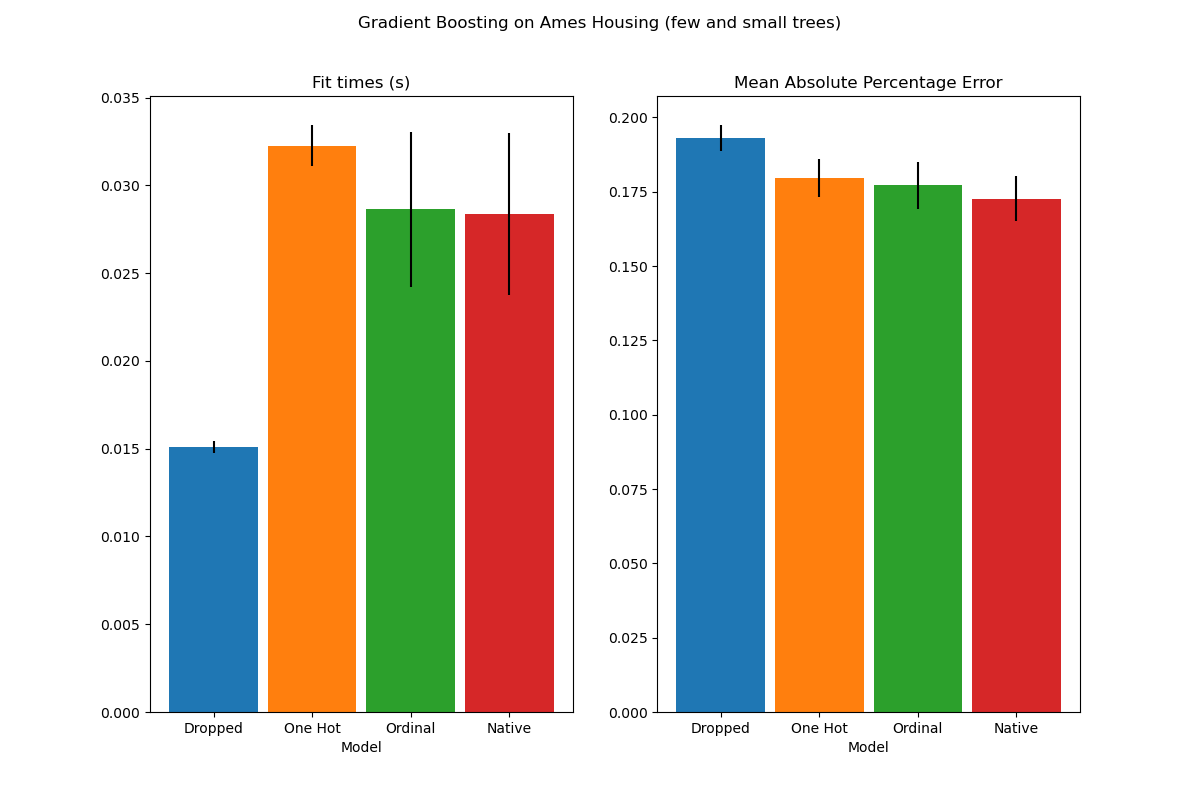 Gradient Boosting on Ames Housing (few and small trees)
Fit times (s)
0.035
0.030
0.025
0.020
0.015
0.010
0.005
0.000
Dropped One Hot Ordinal Native
Model
Mean Absolute Percentage Error
0.200
0.175
0.150
0.125
0.100
0.075
0.050
0.025
0.000
Dropped One Hot Ordinal Native
Model